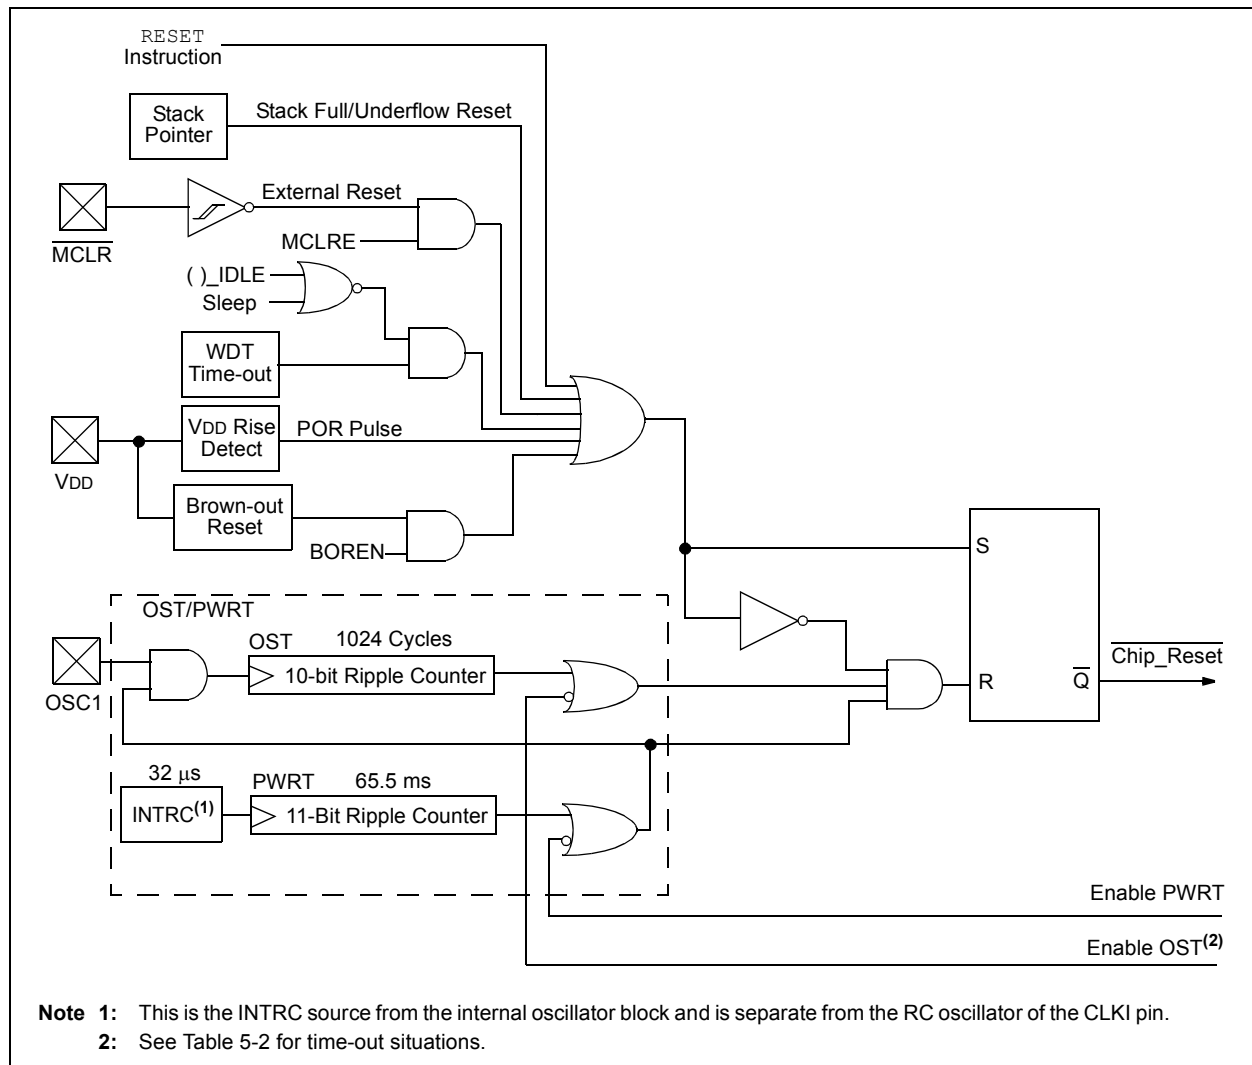 RESET
Instruction
Stack
Pointer
Stack Full/Underflow Reset
External Reset
MCLR
MCLRE
( )_IDLE
Sleep
WDT
Time-out
VDD Rise
Detect
POR Pulse
VDD
Brown-out
Reset
BOREN
S
OST/PWRT
OST
1024 Cycles
10-bit Ripple Counter
OSC1
Chip_Reset
R
Q
32 μs
PWRT
65.5 ms
INTRC(1)
11-Bit Ripple Counter
Enable PWRT
Enable OST(2)
Note 1: This is the INTRC source from the internal oscillator block and is separate from the RC oscillator of the CLKI pin.
2: See Table 5-2 for time-out situations.